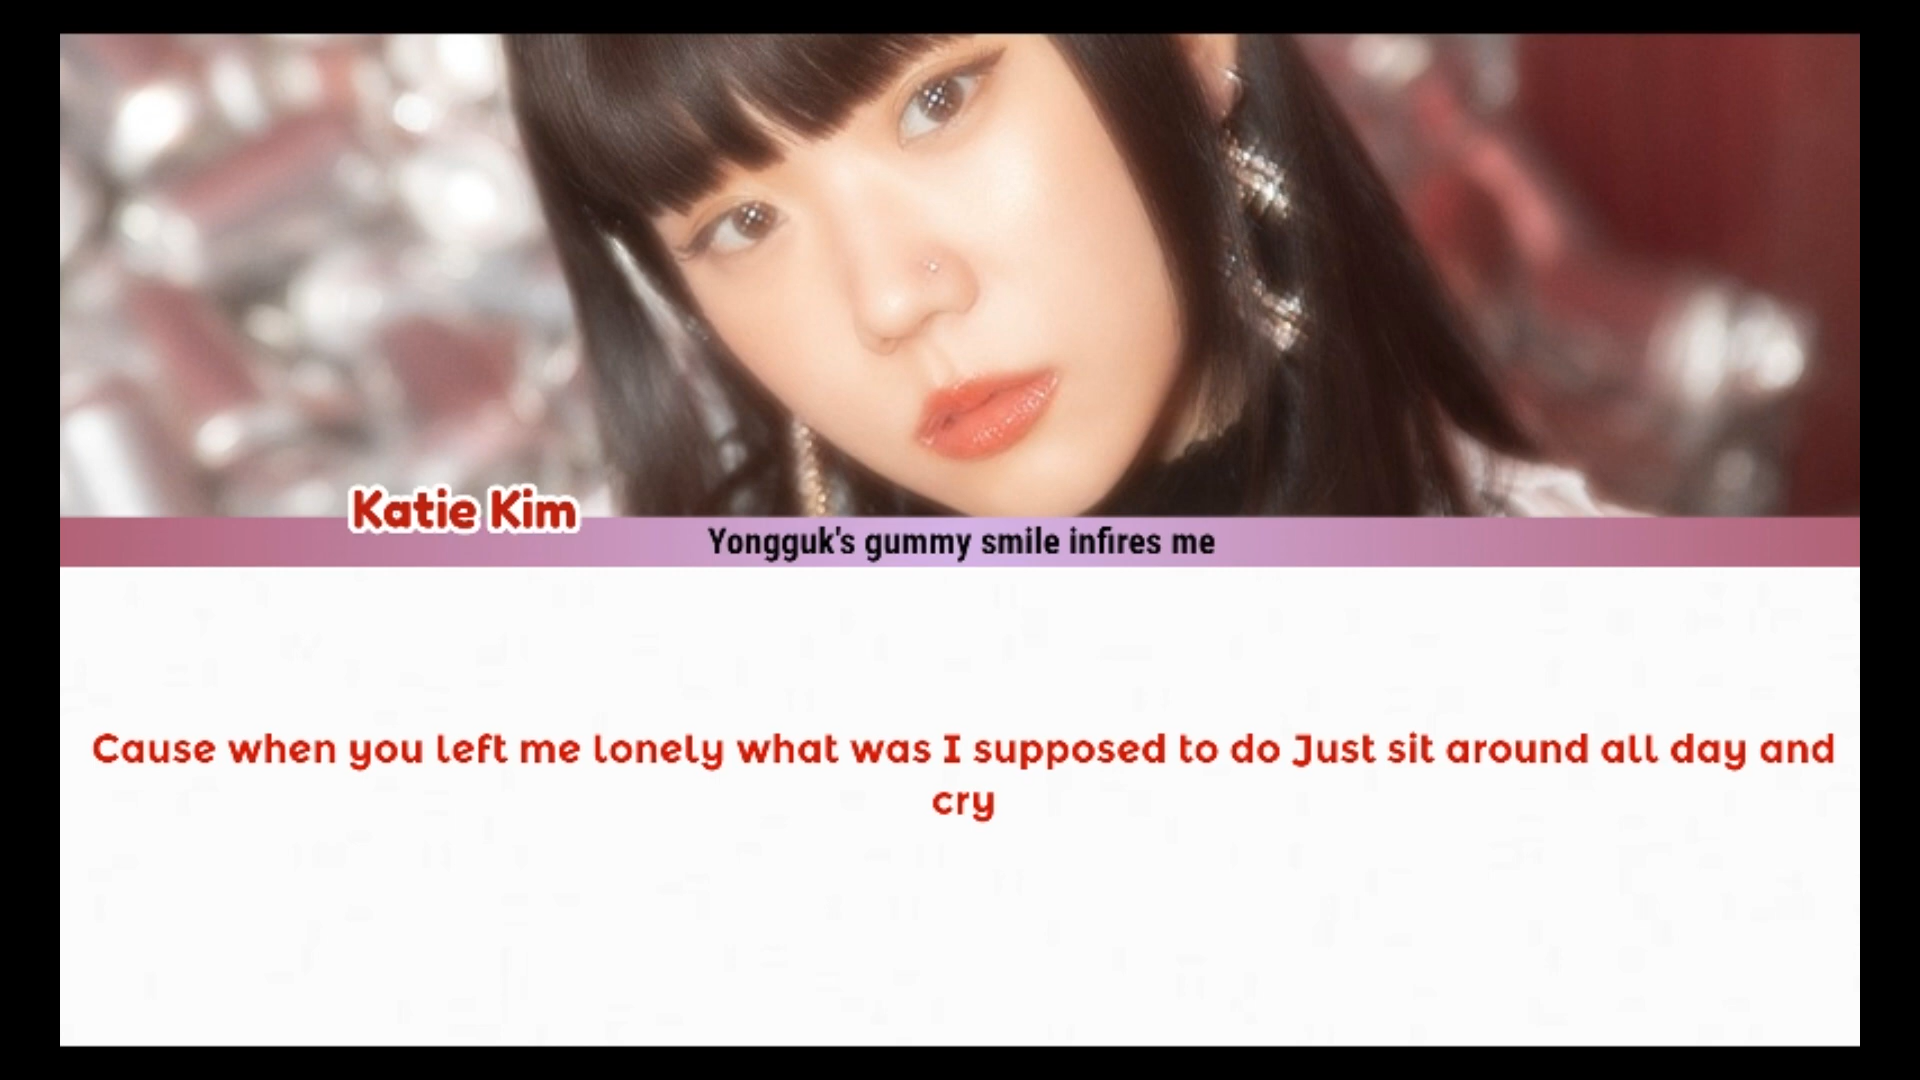 Katie Kim
Yongguk's gummy smile infires me
Cause when you left me lonely what was I supposed to do Just sit around all day and
cry